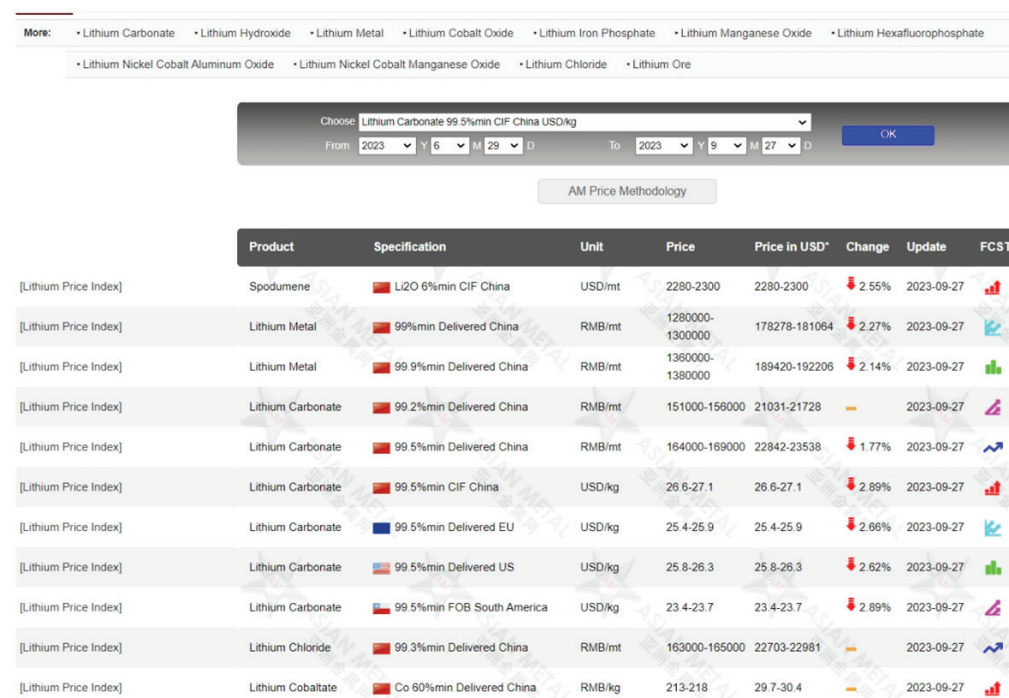 More: • Lithium Carbonate • Lithium Hydroxide • Lithium Metal • Lithium Cobalt Oxide • Lithium Iron Phosphate • Lithium Manganese Oxide • Lithium Hexafluorophosphate
• Lithium Nickel Cobalt Aluminum Oxide • Lithium Nickel Cobalt Manganese Oxide • Lithium Chloride • Lithium Ore
Choose Lithium Carbonate 99.5%min CIF China USD/kg
OK
From 2023 Y 6 M 29 D To 2023 Y 9 M 27 D
AM Price Methodology
Product Specification Unit Price Price in USD* Change Update FCST
[Lithium Price Index] Spodumene Li2O 6%min CIF China USD/mt 2280-2300 2280-2300 2.55% 2023-09-27
[Lithium Price Index] Lithium Metal 99%min Delivered China RMB/mt 1280000-1300000 178278-181064 2.27% 2023-09-27
[Lithium Price Index] Lithium Metal 99.9%min Delivered China RMB/mt 1360000-1380000 189420-192206 2.14% 2023-09-27
[Lithium Price Index] Lithium Carbonate 99.2%min Delivered China RMB/mt 151000-156000 21031-21728 2023-09-27
[Lithium Price Index] Lithium Carbonate 99.5%min Delivered China RMB/mt 164000-169000 22842-23538 1.77% 2023-09-27
[Lithium Price Index] Lithium Carbonate 99.5%min CIF China USD/kg 26.6-27.1 26.6-27.1 2.89% 2023-09-27
[Lithium Price Index] Lithium Carbonate 99.5%min Delivered EU USD/kg 25.4-25.9 25.4-25.9 2.66% 2023-09-27
[Lithium Price Index] Lithium Carbonate 99.5%min Delivered US USD/kg 25.8-26.3 25.8-26.3 2.62% 2023-09-27
[Lithium Price Index] Lithium Carbonate 99.5%min FOB South America USD/kg 23.4-23.7 23.4-23.7 2.89% 2023-09-27
[Lithium Price Index] Lithium Chloride 99.3%min Delivered China RMB/mt 163000-165000 22703-22981 2023-09-27
[Lithium Price Index] Lithium Cobaltate Co 60%min Delivered China RMB/kg 213-218 29.7-30.4 2023-09-27
ASIAN METAL
亚洲金属网